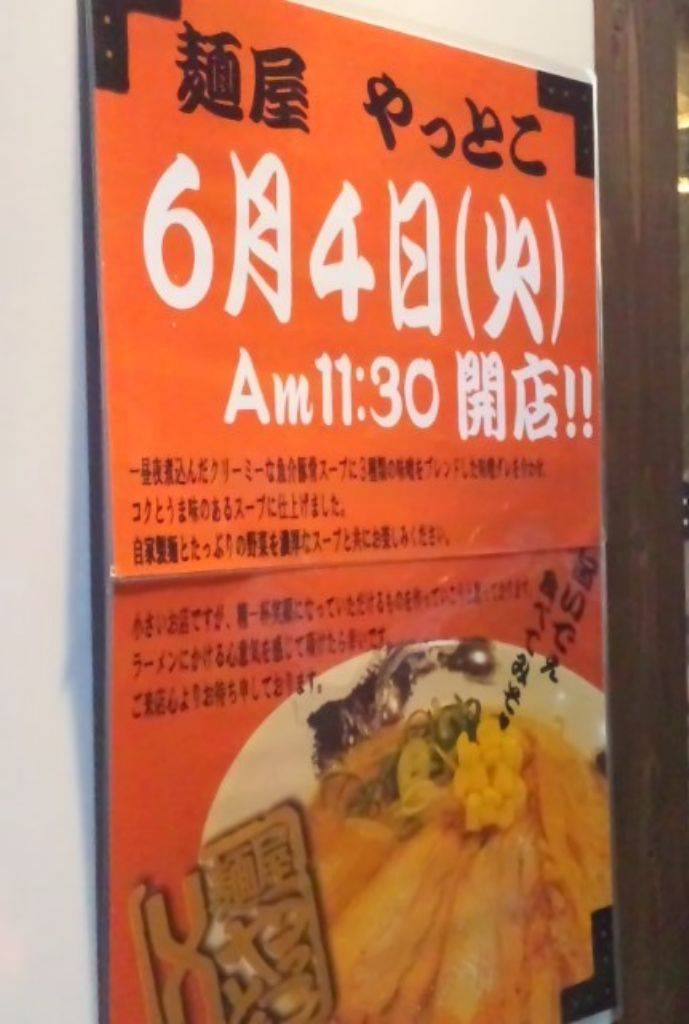 麺屋 やっとこ
6月4日(火)
Am11:30 開店!!
一昼夜煮込んだクリーミーな魚介豚骨スープに3種類の味噌をブレンドした味噌ダレを合わせ
コクとうま味のあるスープに仕上げました。
自家製麺とたっぷりの野菜を濃厚なスープと共にお楽しみください。
小さいお店ですが、精一杯笑顔になっていただけるものを作っていこうと思っております。
ラーメンにかける心意気を感じて頂けたら幸いです。
ご来店心よりお待ち申しております。
麺屋